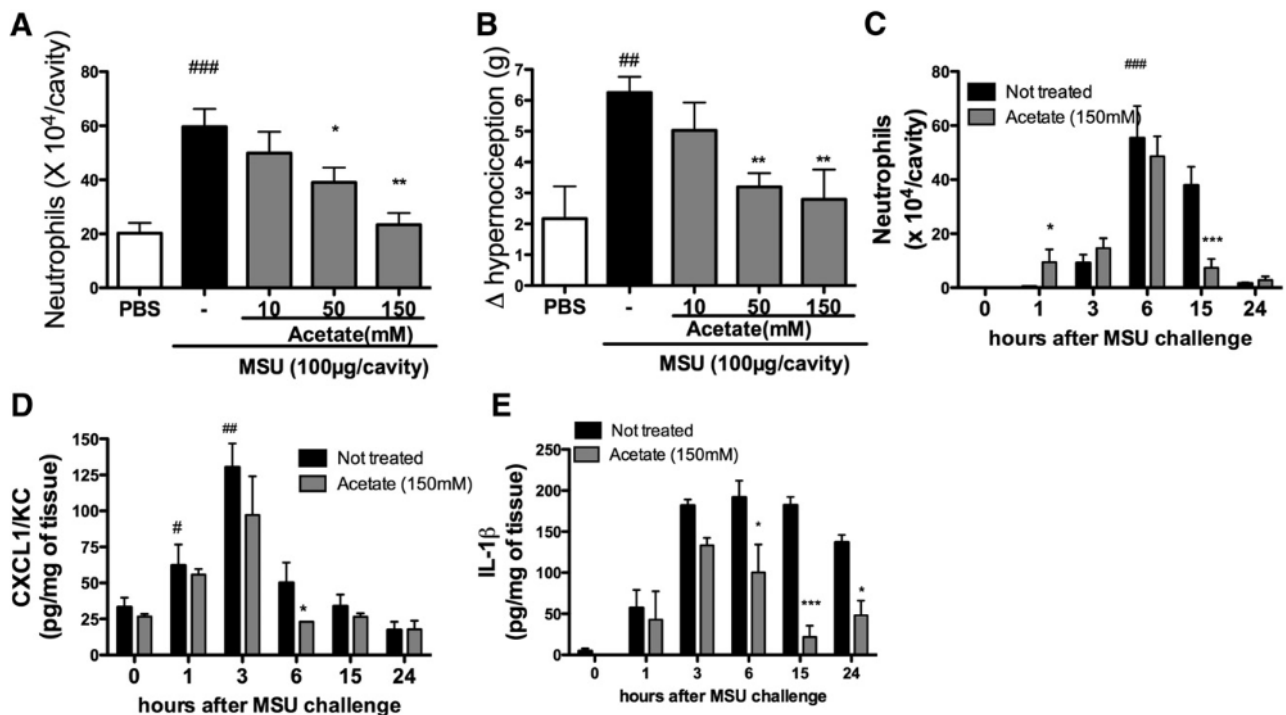 A
Neutrophils (X 10⁴/cavity)
80
60
40
20
0
###
*
**
PBS
-
10
50
150
Acetate(mM)
MSU (100µg/cavity)
B
Δ hypernociception (g)
7
6
5
4
3
2
1
0
##
**
**
PBS
-
10
50
150
Acetate(mM)
MSU (100µg/cavity)
C
Neutrophils
(x 10⁴/cavity)
80
60
40
20
0
###
Not treated
Acetate (150mM)
*
***
0
1
3
6
15
24
hours after MSU challenge
D
CXCL1/KC
(pg/mg of tissue)
150
125
100
75
50
25
0
#
##
*
Not treated
Acetate (150mM)
0
1
3
6
15
24
hours after MSU challenge
E
IL-1β
(pg/mg of tissue)
250
200
150
100
50
0
Not treated
Acetate (150mM)
*
***
*
0
1
3
6
15
24
hours after MSU challenge